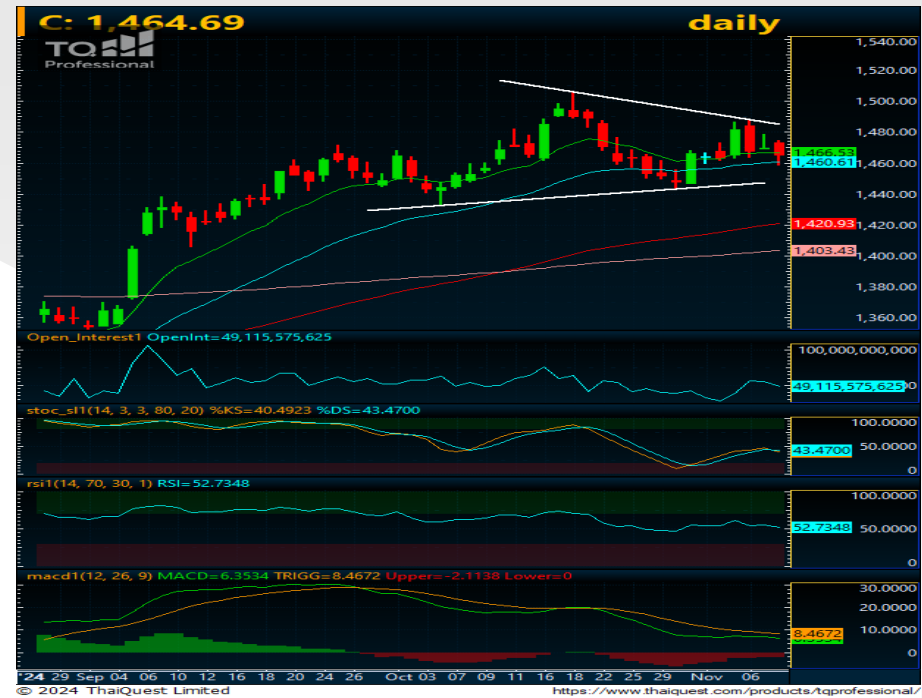 C: 1,464.69 daily
TQ
Professional
1,540.00
1,520.00
1,500.00
1,480.00
1,466.53
1,460.61 1,460.00
1,440.00
1,420.93 1,420.00
1,403.43 1,400.00
1,380.00
1,360.00
Open_Interest1 OpenInt=49,115,575,625
100,000,000,000
49,115,575,625
stoc_sl1(14, 3, 3, 80, 20) %KS=40.4923 %DS=43.4700
100.0000
50.0000
43.4700
0
rsi1(14, 70, 30, 1) RSI=52.7348
100.0000
52.7348 50.0000
0
macd1(12, 26, 9) MACD=6.3534 TRIGG=8.4672 Upper=-2.1138 Lower=0
30.0000
20.0000
10.0000
8.4672
0
'24 29 Sep 04 06 10 12 16 18 20 24 26 Oct 03 07 09 11 16 18 22 25 29 Nov 06
© 2024 ThaiQuest Limited https://www.thaiquest.com/products/tqprofessional/